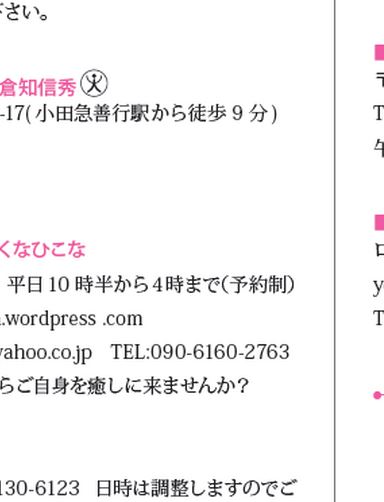 ださい。
倉知信秀
-17(小田急善行駅から徒歩 9 分)
くなひこな
平日 10 時半から4時まで(予約制)
.wordpress .com
yahoo.co.jp TEL:090-6160-2763
らご自身を癒しに来ませんか?
130-6123 日時は調整しますのでご
■
〒
T
午
■
ロ
y
T